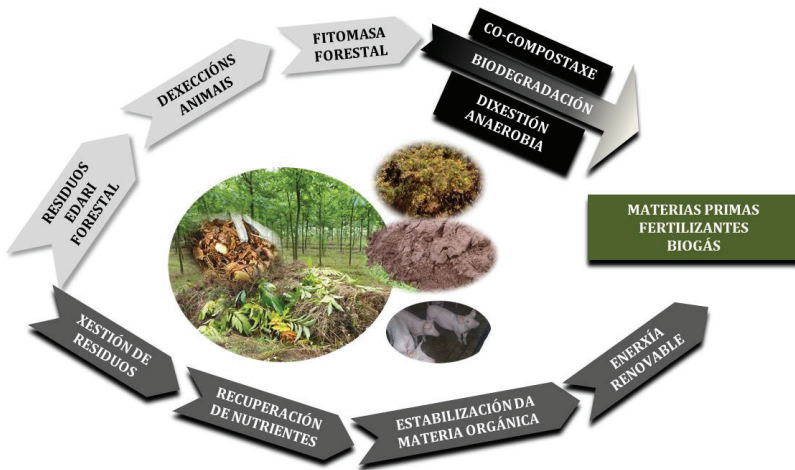 RESIDUOS
EDARI
FORESTAL
DEXECCIÓNS
ANIMAIS
FITOMASA
FORESTAL
CO-COMPOSTAXE
BIODEGRADACIÓN
DIXESTIÓN
ANAEROBIA
MATERIAS PRIMAS
FERTILIZANTES
BIOGÁS
XESTIÓN DE
RESIDUOS
RECUPERACIÓN
DE NUTRIENTES
ESTABILIZACIÓN DA
MATERIA ORGÁNICA
ENERXÍA
RENOVABLE